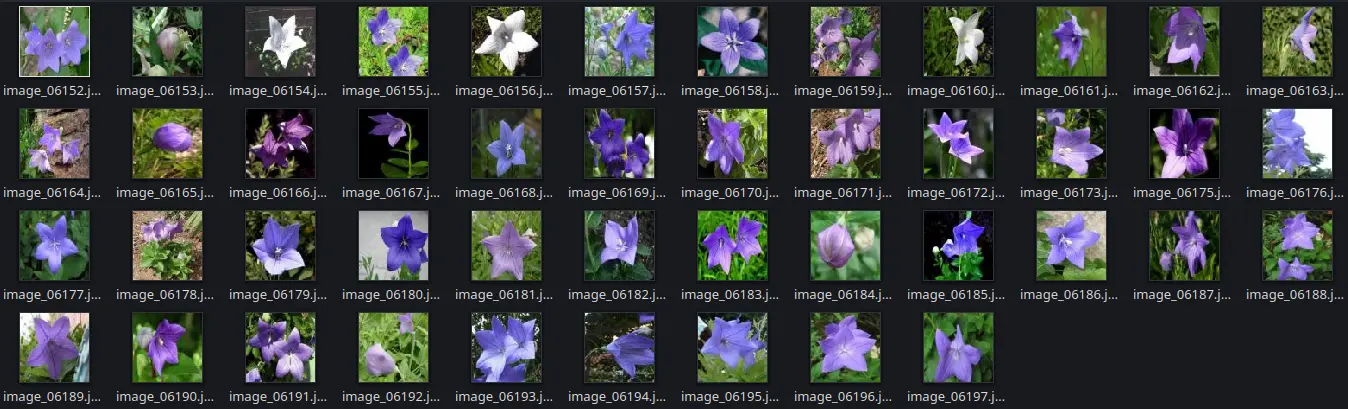 image_06152.j... image_06153.j... image_06154.j... image_06155.j... image_06156.j... image_06157.j... image_06158.j... image_06159.j... image_06160.j... image_06161.j... image_06162.j... image_06163.j...
image_06164.j... image_06165.j... image_06166.j... image_06167.j... image_06168.j... image_06169.j... image_06170.j... image_06171.j... image_06172.j... image_06173.j... image_06175.j... image_06176.j...
image_06177.j... image_06178.j... image_06179.j... image_06180.j... image_06181.j... image_06182.j... image_06183.j... image_06184.j... image_06185.j... image_06186.j... image_06187.j... image_06188.j...
image_06189.j... image_06190.j... image_06191.j... image_06192.j... image_06193.j... image_06194.j... image_06195.j... image_06196.j... image_06197.j...